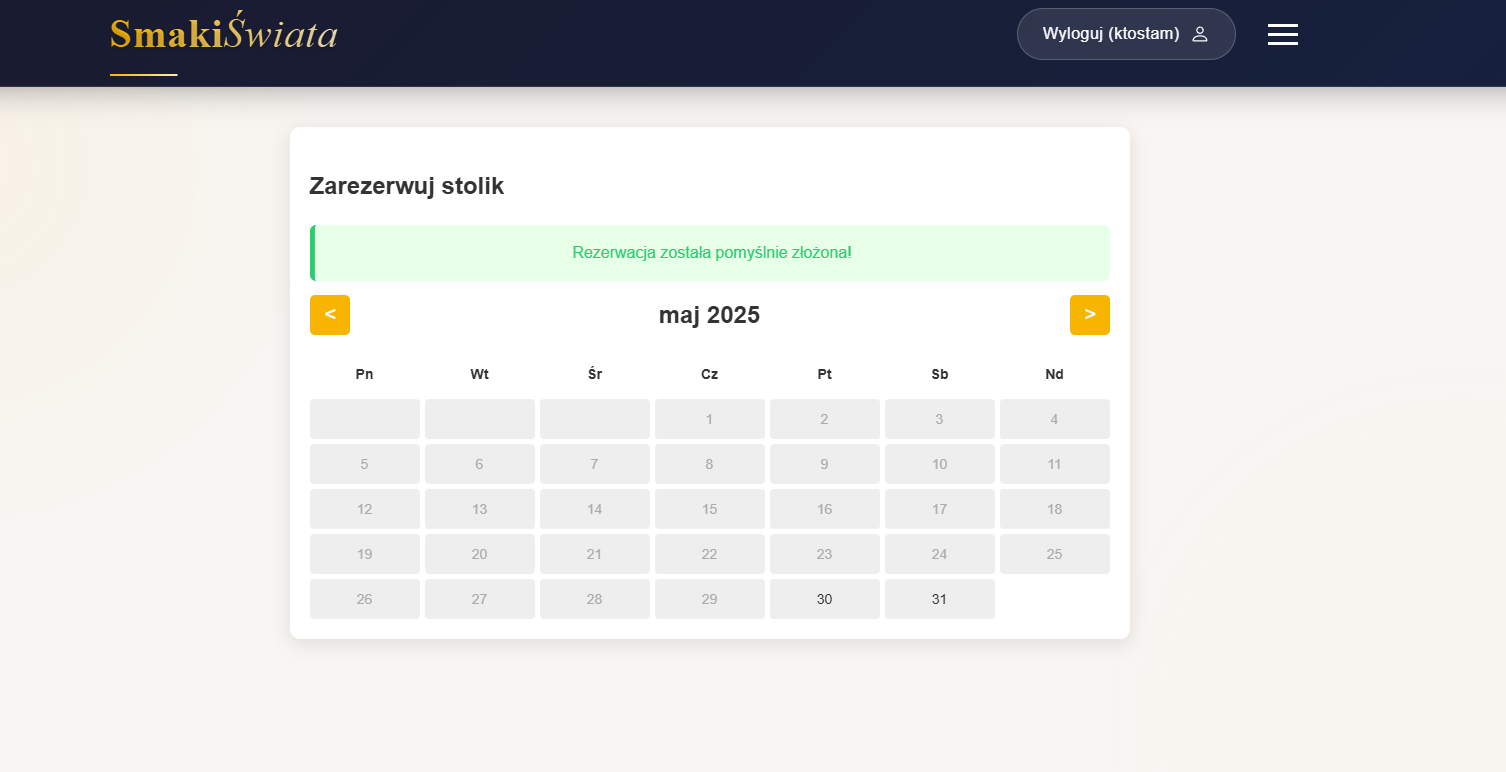 SmakiŚwiata
Wyloguj (ktostam)
Zarezerwuj stolik
Rezerwacja została pomyślnie złożona!
< maj 2025 >
Pn Wt Śr Cz Pt Sb Nd
1 2 3 4
5 6 7 8 9 10 11
12 13 14 15 16 17 18
19 20 21 22 23 24 25
26 27 28 29 30 31